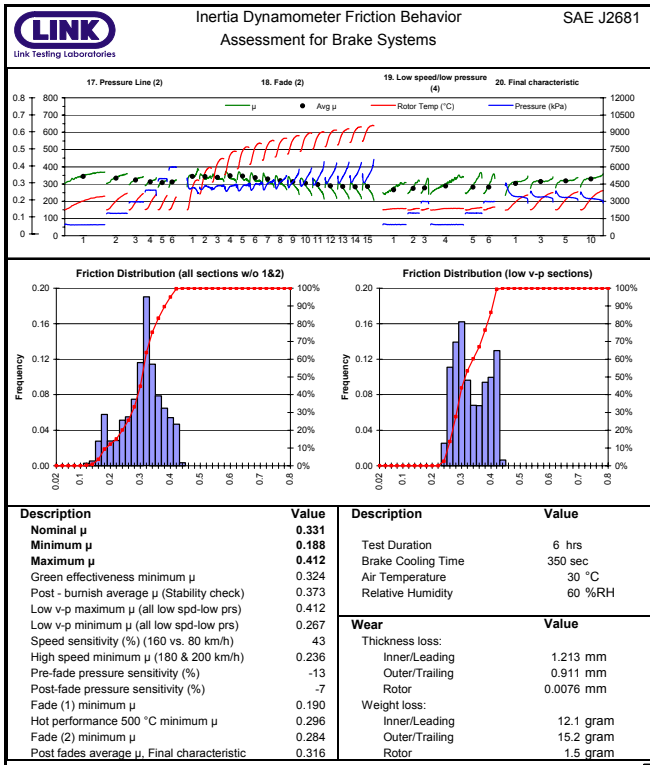 LINK
Link Testing Laboratories
Inertia Dynamometer Friction Behavior
Assessment for Brake Systems
SAE J2681
17. Pressure Line (2)
18. Fade (2)
19. Low speed/low pressure (4)
20. Final characteristic
µ Avg µ Rotor Temp (°C) Pressure (kPa)
0.8 800 12000
0.7 700 10500
0.6 600 9000
0.5 500 7500
0.4 400 6000
0.3 300 4500
0.2 200 3000
0.1 100 1500
0 0 0
1 2 3 4 5 6 1 2 3 4 5 6 7 8 9 10 11 12 13 14 15 1 2 3 4 5 6 1 3 5 10
Friction Distribution (all sections w/o 1&2)
Frequency
0.20 100%
90%
0.16 80%
70%
0.12 60%
50%
0.08 40%
30%
0.04 20%
10%
0.00 0%
0.02 0.1 0.2 0.3 0.4 0.5 0.6 0.7 0.8
Friction Distribution (low v-p sections)
Frequency
0.20 100%
90%
0.16 80%
70%
0.12 60%
50%
0.08 40%
30%
0.04 20%
10%
0.00 0%
0.02 0.1 0.2 0.3 0.4 0.5 0.6 0.7 0.8
Description Value
Nominal µ 0.331
Minimum µ 0.188
Maximum µ 0.412
Green effectiveness minimum µ 0.324
Post - burnish average µ (Stability check) 0.373
Low v-p maximum µ (all low spd-low prs) 0.412
Low v-p minimum µ (all low spd-low prs) 0.267
Speed sensitivity (%) (160 vs. 80 km/h) 43
High speed minimum µ (180 & 200 km/h) 0.236
Pre-fade pressure sensitivity (%) -13
Post-fade pressure sensitivity (%) -7
Fade (1) minimum µ 0.190
Hot performance 500 °C minimum µ 0.296
Fade (2) minimum µ 0.284
Post fades average µ, Final characteristic 0.316
Description Value
Test Duration 6 hrs
Brake Cooling Time 350 sec
Air Temperature 30 °C
Relative Humidity 60 %RH
Wear Value
Thickness loss:
Inner/Leading 1.213 mm
Outer/Trailing 0.911 mm
Rotor 0.0076 mm
Weight loss:
Inner/Leading 12.1 gram
Outer/Trailing 15.2 gram
Rotor 1.5 gram